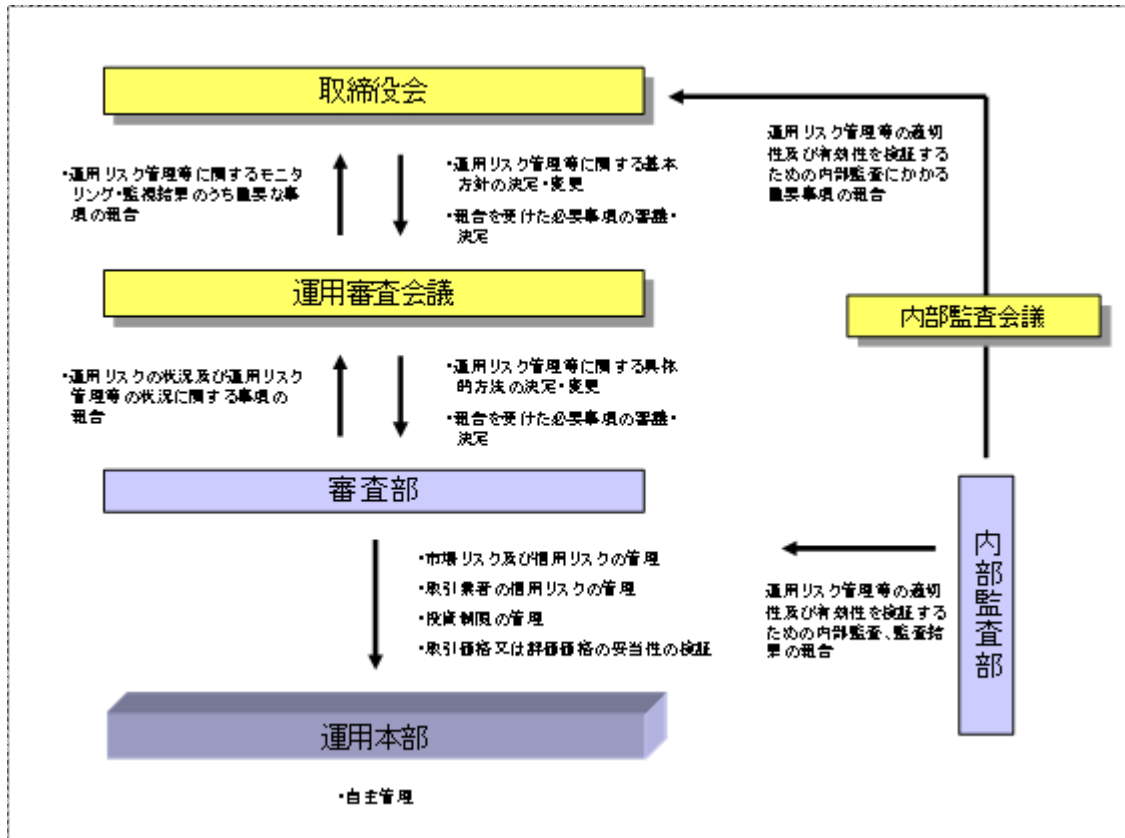 取締役会
・運用リスク管理等に関するモニタ
リング・監視結果のうち重要な事
項の報告
・運用リスク管理等に関する基本
方針の決定・変更
・報告を受けた必要事項の審議・
決定
運用リスク管理等の適切
性及び有効性を検証する
ための内部監査にかかる
重要事項の報告
運用審査会議
内部監査会議
・運用リスクの状況及び運用リスク
管理等の状況に関する事項の
報告
・運用リスク管理等に関する具体
的方法の決定・変更
・報告を受けた必要事項の審議・
決定
審査部
・市場リスク及び信用リスクの管理
・取引業者の信用リスクの管理
・投資制限の管理
・取引価格又は評価価格の妥当性の検証
内部監査部
運用リスク管理等の適切
性及び有効性を検証する
ための内部監査、監査結
果の報告
運用本部
・自主管理